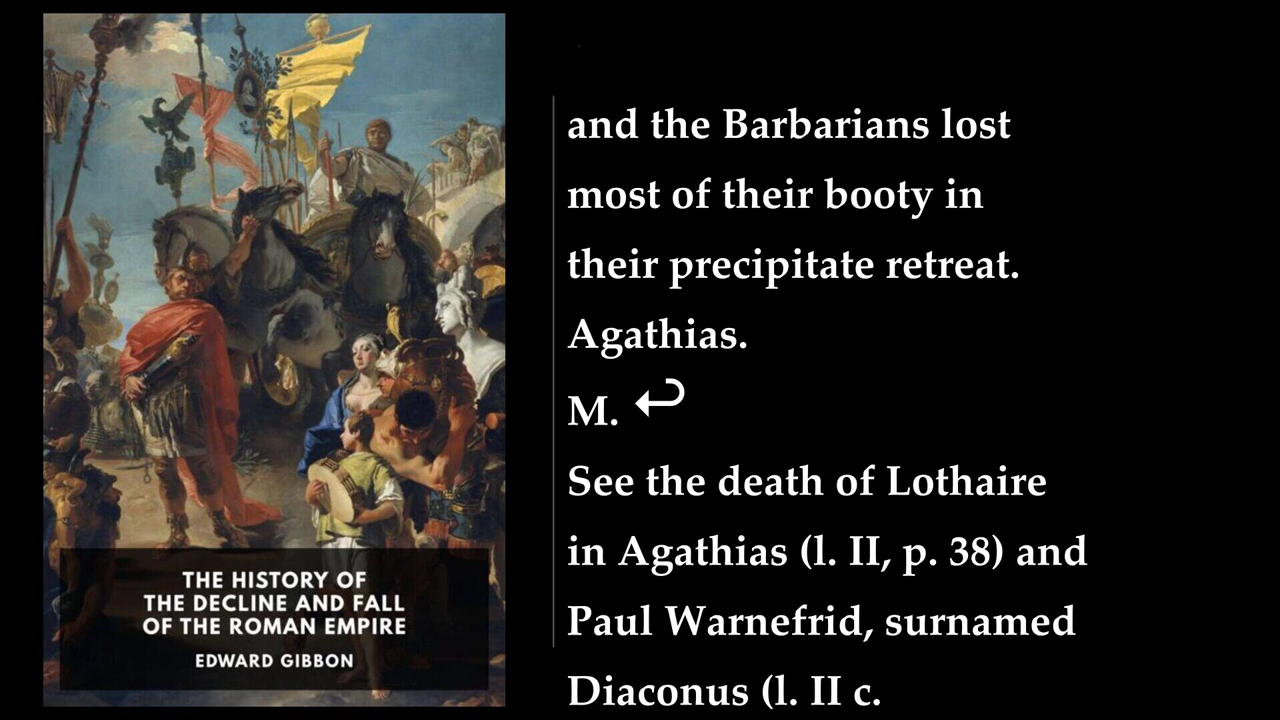 THE HISTORY OF
THE DECLINE AND FALL
OF THE ROMAN EMPIRE
EDWARD GIBBON
and the Barbarians lost
most of their booty in
their precipitate retreat.
Agathias.
M. ↩
See the death of Lothaire
in Agathias (l. II, p. 38) and
Paul Warnefrid, surnamed
Diaconus (l. II c.